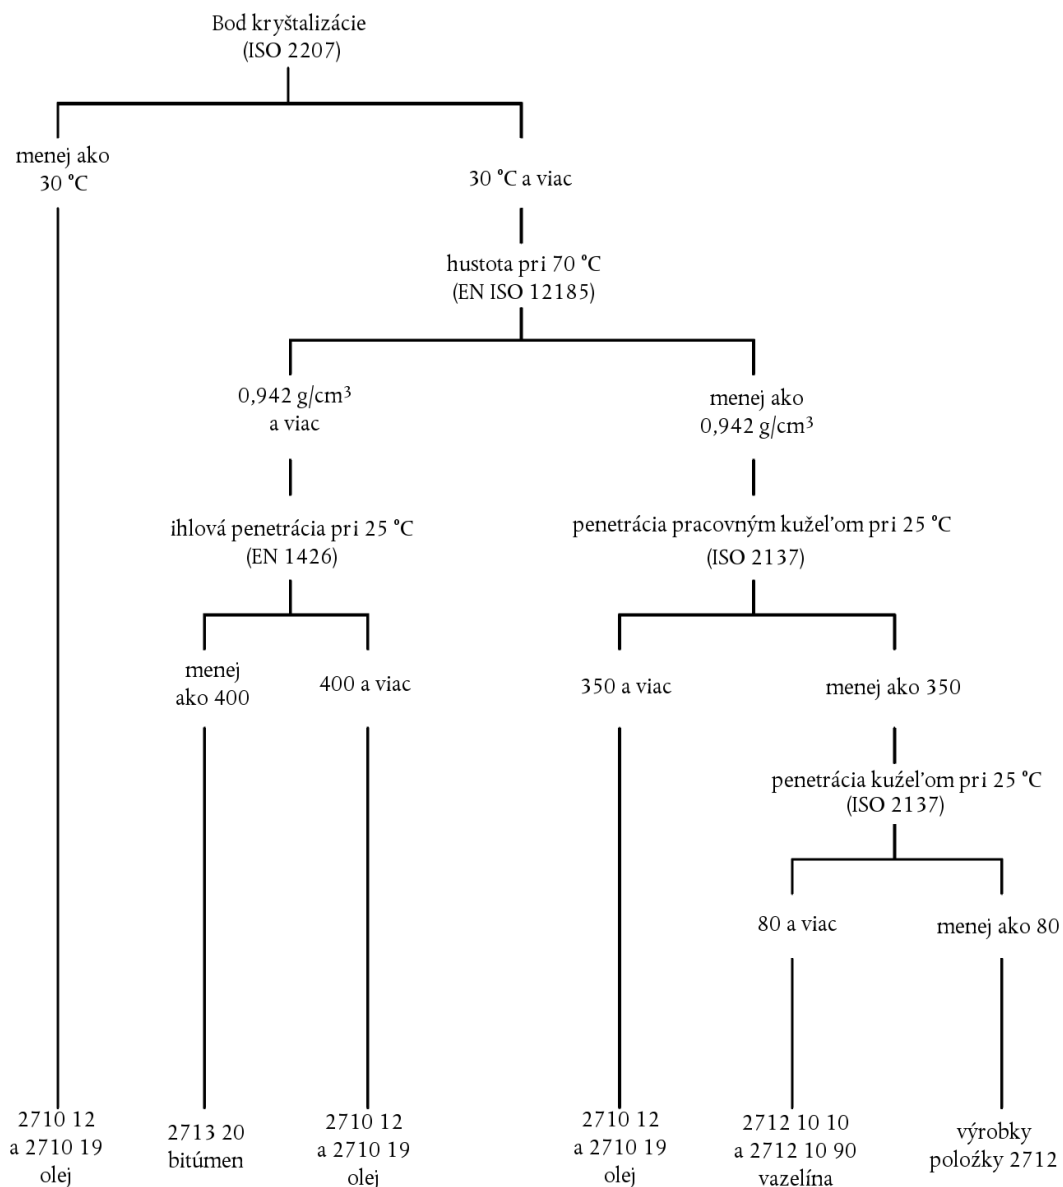 Bod kryštalizácie
(ISO 2207)
menej ako
30 °C
30 °C a viac
hustota pri 70 °C
(EN ISO 12185)
0,942 g/cm³
a viac
menej ako
0,942 g/cm³
ihlová penetrácia pri 25 °C
(EN 1426)
penetrácia pracovným kužeľom pri 25 °C
(ISO 2137)
menej
ako 400
400 a viac
350 a viac
menej ako 350
penetrácia kuźeľom pri 25 °C
(ISO 2137)
80 a viac
menej ako 80
2710 12
a 2710 19
olej
2713 20
bitúmen
2710 12
a 2710 19
olej
2710 12
a 2710 19
olej
2712 10 10
a 2712 10 90
vazelína
výrobky
poloźky 2712